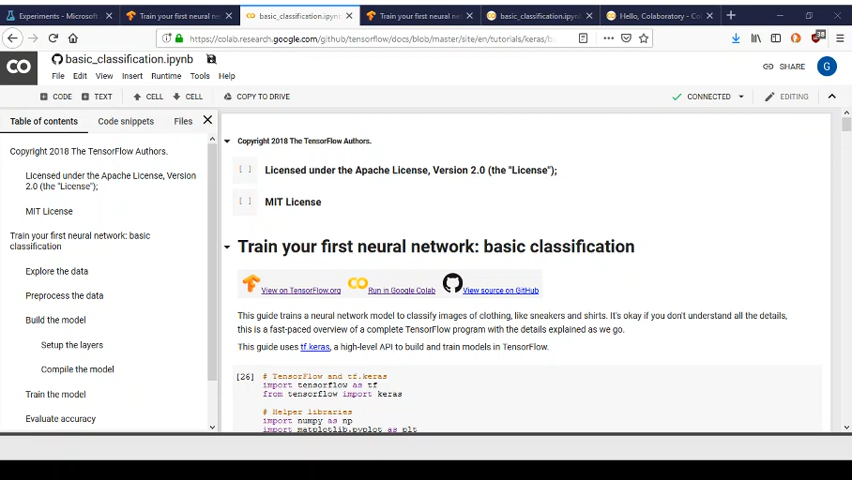 Experiments - Microsoft
Train your first neural ne
basic_classification.ipynb
Train your first neural ne
basic_classification.ipynb
Hello, Colaboratory - Col
https://colab.research.google.com/github/tensorflow/docs/blob/master/site/en/tutorials/keras/b
38
CO
basic_classification.ipynb
SHARE
G
File Edit View Insert Runtime Tools Help
CODE TEXT CELL CELL COPY TO DRIVE CONNECTED EDITING
Table of contents Code snippets Files
Copyright 2018 The TensorFlow Authors.
Licensed under the Apache License, Version
2.0 (the "License");
MIT License
Train your first neural network: basic
classification
Explore the data
Preprocess the data
Build the model
Setup the layers
Compile the model
Train the model
Evaluate accuracy
Copyright 2018 The TensorFlow Authors.
[ ] Licensed under the Apache License, Version 2.0 (the "License");
[ ] MIT License
Train your first neural network: basic classification
View on TensorFlow.org Run in Google Colab View source on GitHub
This guide trains a neural network model to classify images of clothing, like sneakers and shirts. It's okay if you don't understand all the details,
this is a fast-paced overview of a complete TensorFlow program with the details explained as we go.
This guide uses tf.keras, a high-level API to build and train models in TensorFlow.
[26] # TensorFlow and tf.keras
import tensorflow as tf
from tensorflow import keras
# Helper libraries
import numpy as np
import matplotlib.pyplot as plt